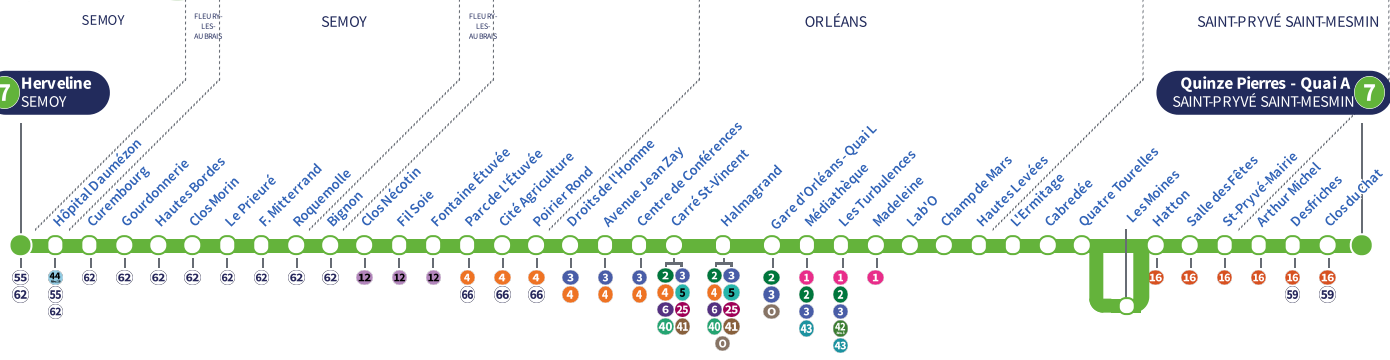 SEMOY
FLEURY-
LES-
AUBRAIS
SEMOY
FLEURY-
LES-
AUBRAIS
ORLÉANS
SAINT-PRYVÉ SAINT-MESMIN
7
Herveline
SEMOY
Quinze Pierres - Quai A
SAINT-PRYVÉ SAINT-MESMIN
7
Hôpital Daumézon
Curembourg
Gourdonnerie
Hautes Bordes
Clos Morin
Le Prieuré
F. Mitterrand
Roquemolle
Bignon
Clos Nécotin
Fil Soie
Fontaine Étuvée
Parc de L'Étuvée
Cité Agriculture
Poirier Rond
Droits de l'Homme
Avenue Jean Zay
Centre de Conférences
Carré St-Vincent
Halmagrand
Gare d'Orléans - Quai L
Médiathèque
Les Turbulences
Madeleine
Lab'O
Champ de Mars
Hautes Levées
L'Ermitage
Cabredée
Quatre Tourelles
Les Moines
Hatton
Salle des Fêtes
St-Pryvé-Mairie
Arthur Michel
Desfriches
Clos du Chat
55 44 62 62 62 62 62 62 62 62 12 12 12 4 4 4 3 3 3 2 3 2 3 2 1 1 1 16 16 16 16 16 16
62 55 66 66 66 4 4 4 4 5 4 5 3 2 2 59 59
62 6 25 6 25 O 3 3
40 41 40 41 43 42
O 43